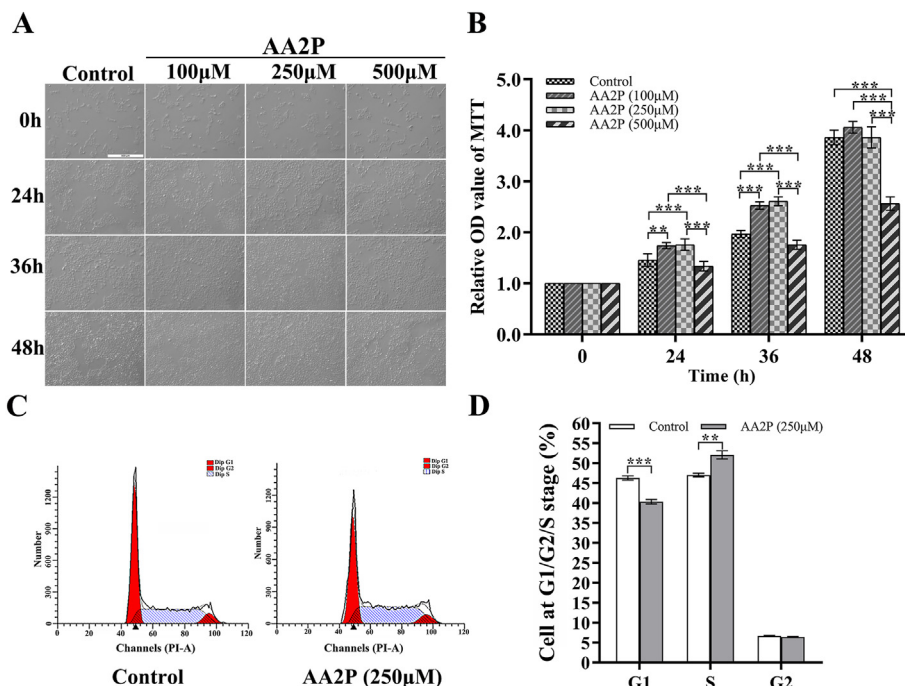 A
AA2P
Control 100μM 250μM 500μM
0h
24h
36h
48h
B
Relative OD value of MTT
5.0
4.0
3.0
2.0
1.0
0.0
Control
AA2P (100μM)
AA2P (250μM)
AA2P (500μM)
***
***
***
***
***
***
***
***
***
**
***
***
0 24 36 48
Time (h)
C
Dip G1
Dip G2
Dip S
Number
1200
900
600
300
0
0 20 40 60 80 100 120
Channels (PI-A)
Control
Dip G1
Dip G2
Dip S
Number
1200
900
600
300
0
0 20 40 60 80 100 120
Channels (PI-A)
AA2P (250μM)
D
Cell at G1/G2/S stage (%)
60
55
50
45
40
35
30
25
20
15
10
5
0
Control AA2P (250μM)
***
**
G1 S G2